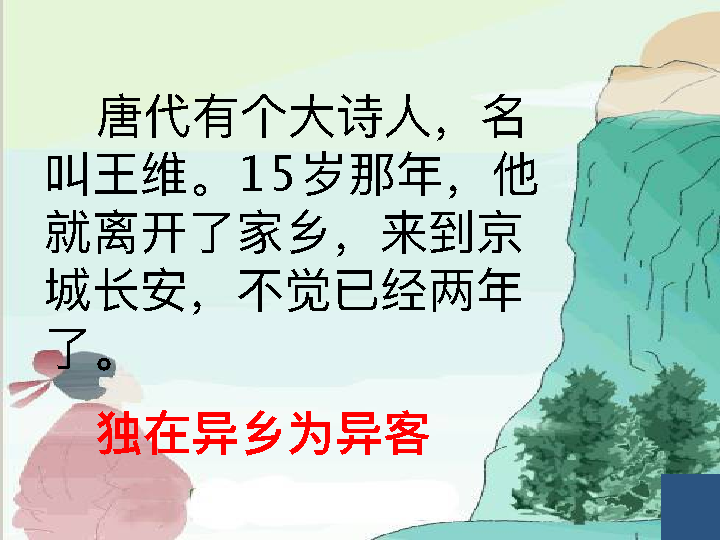 唐代有个大诗人，名
叫王维。15岁那年，他
就离开了家乡，来到京
城长安，不觉已经两年
了。
独在异乡为异客